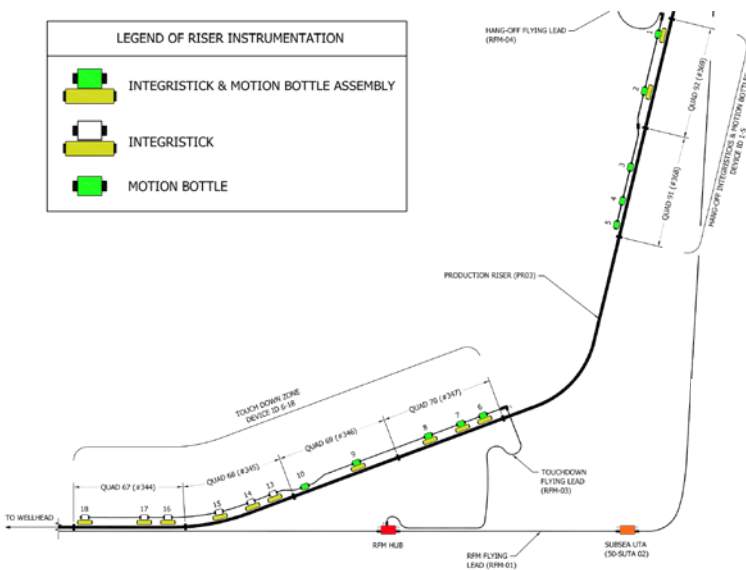 LEGEND OF RISER INSTRUMENTATION
INTEGRISTICK & MOTION BOTTLE ASSEMBLY
INTEGRISTICK
MOTION BOTTLE
HANG-OFF FLYING LEAD
(RFM-04)
1
2
3
4
5
QUAD 92 (#369)
QUAD 91 (#368)
HANG-OFF INTEGRISTICKS & MOTION BOTTLE
DEVICE ID 1-5
PRODUCTION RISER (PR03)
TOUCH DOWN ZONE
DEVICE ID 6-18
QUAD 70 (#347)
QUAD 69 (#346)
QUAD 68 (#345)
QUAD 67 (#344)
6
7
8
9
10
13
14
15
16
17
18
TOUCHDOWN
FLYING LEAD
(RFM-03)
TO WELLHEAD
RFM HUB
RFM FLYING
LEAD (RFM-01)
SUBSEA UTA
(50-SUTA 02)